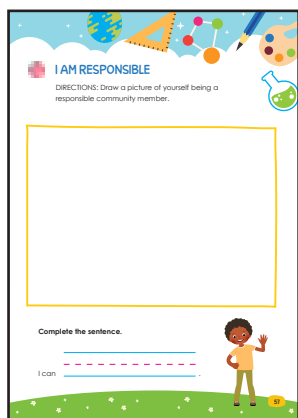 I AM RESPONSIBLE
DIRECTIONS: Draw a picture of yourself being a
responsible community member.
Complete the sentence.
I can .
57